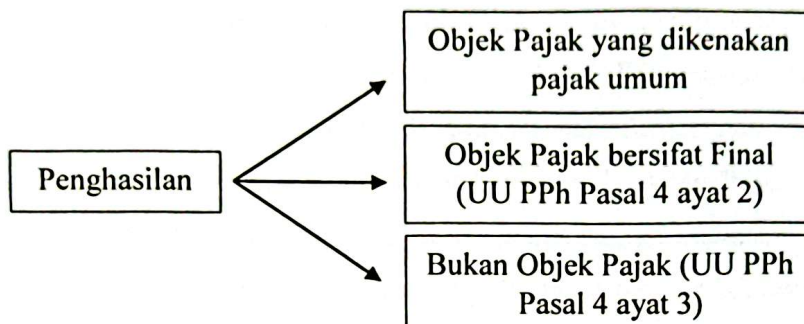 Objek Pajak yang dikenakan
pajak umum
Penghasilan
Objek Pajak bersifat Final
(UU PPh Pasal 4 ayat 2)
Bukan Objek Pajak (UU PPh
Pasal 4 ayat 3)